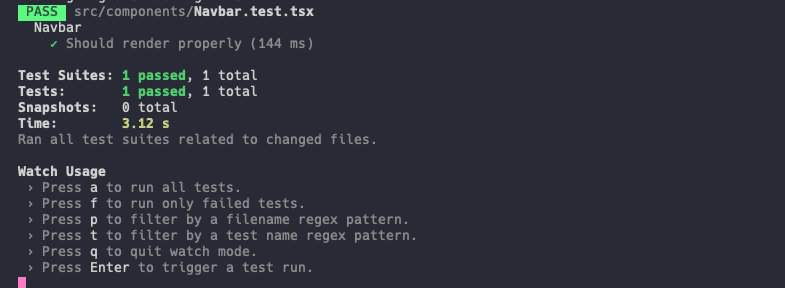 PASS src/components/Navbar.test.tsx
Navbar
✓ Should render properly (144 ms)
Test Suites: 1 passed, 1 total
Tests: 1 passed, 1 total
Snapshots: 0 total
Time: 3.12 s
Ran all test suites related to changed files.
Watch Usage
› Press a to run all tests.
› Press f to run only failed tests.
› Press p to filter by a filename regex pattern.
› Press t to filter by a test name regex pattern.
› Press q to quit watch mode.
› Press Enter to trigger a test run.